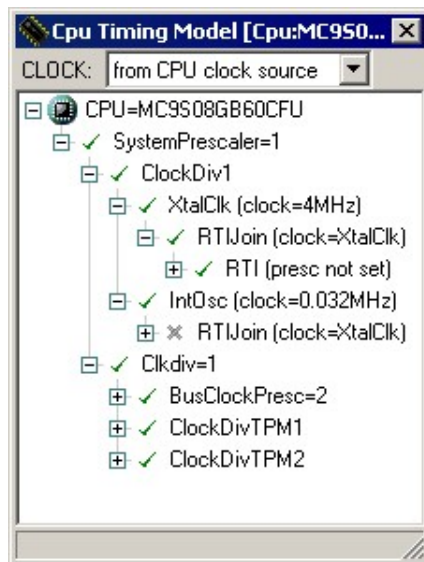 Cpu Timing Model [Cpu:MC9S0...
CLOCK: from CPU clock source
CPU=MC9S08GB60CFU
SystemPrescaler=1
ClockDiv1
XtalClk (clock=4MHz)
RTIJoin (clock=XtalClk)
RTI (presc not set)
IntOsc (clock=0.032MHz)
RTIJoin (clock=XtalClk)
Clkdiv=1
BusClockPresc=2
ClockDivTPM1
ClockDivTPM2